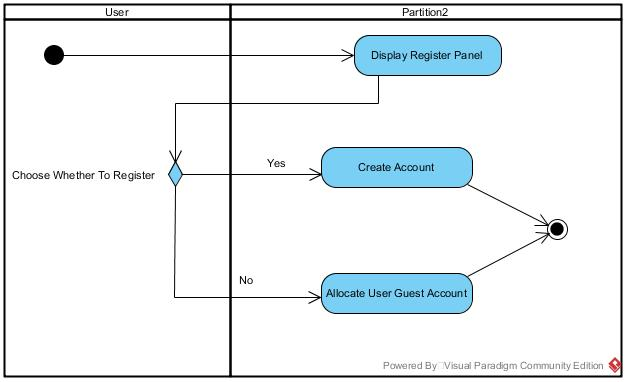 User
Partition2
Display Register Panel
Choose Whether To Register
Yes
Create Account
No
Allocate User Guest Account
Powered By Visual Paradigm Community Edition